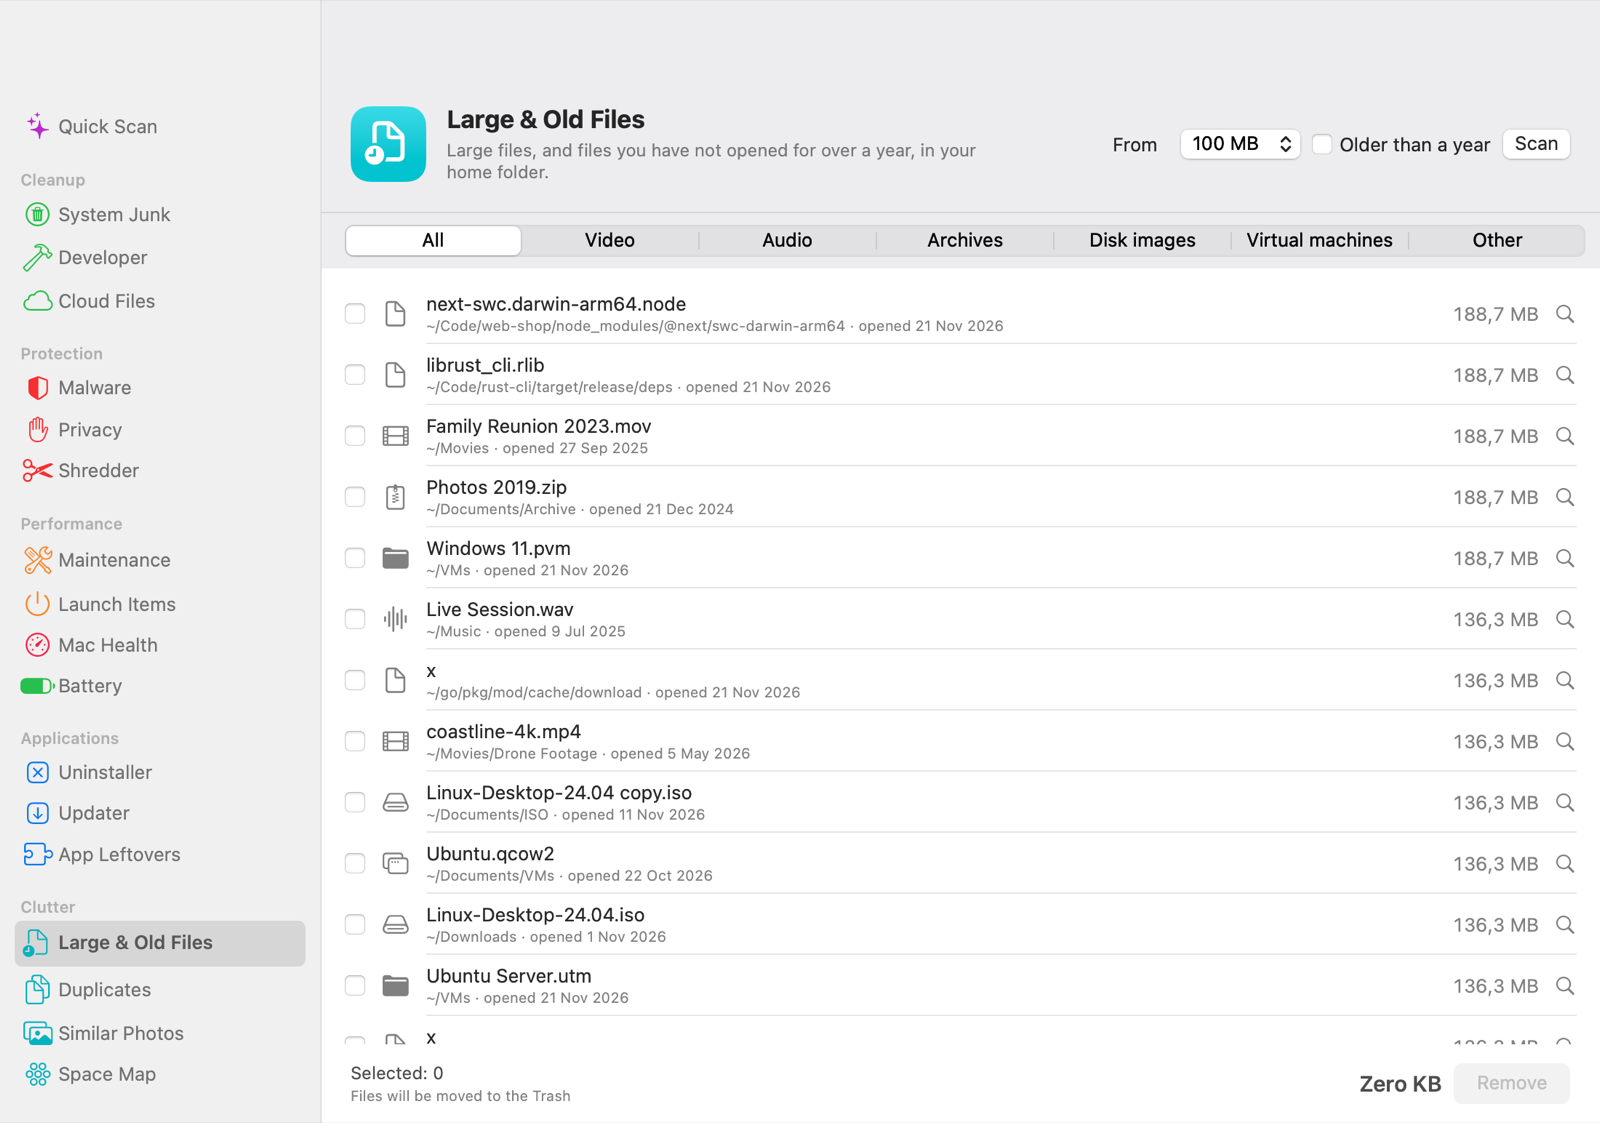 Quick Scan
Cleanup
System Junk
Developer
Cloud Files
Protection
Malware
Privacy
Shredder
Performance
Maintenance
Launch Items
Mac Health
Battery
Applications
Uninstaller
Updater
App Leftovers
Clutter
Large & Old Files
Duplicates
Similar Photos
Space Map
Large & Old Files
Large files, and files you have not opened for over a year, in your
home folder.
From 100 MB Older than a year Scan
All Video Audio Archives Disk images Virtual machines Other
next-swc.darwin-arm64.node
~/Code/web-shop/node_modules/@next/swc-darwin-arm64 · opened 21 Nov 2026
188,7 MB
librust_cli.rlib
~/Code/rust-cli/target/release/deps · opened 21 Nov 2026
188,7 MB
Family Reunion 2023.mov
~/Movies · opened 27 Sep 2025
188,7 MB
Photos 2019.zip
~/Documents/Archive · opened 21 Dec 2024
188,7 MB
Windows 11.pvm
~/VMs · opened 21 Nov 2026
188,7 MB
Live Session.wav
~/Music · opened 9 Jul 2025
136,3 MB
x
~/go/pkg/mod/cache/download · opened 21 Nov 2026
136,3 MB
coastline-4k.mp4
~/Movies/Drone Footage · opened 5 May 2026
136,3 MB
Linux-Desktop-24.04 copy.iso
~/Documents/ISO · opened 11 Nov 2026
136,3 MB
Ubuntu.qcow2
~/Documents/VMs · opened 22 Oct 2026
136,3 MB
Linux-Desktop-24.04.iso
~/Downloads · opened 1 Nov 2026
136,3 MB
Ubuntu Server.utm
~/VMs · opened 21 Nov 2026
136,3 MB
x
Selected: 0
Files will be moved to the Trash
Zero KB Remove